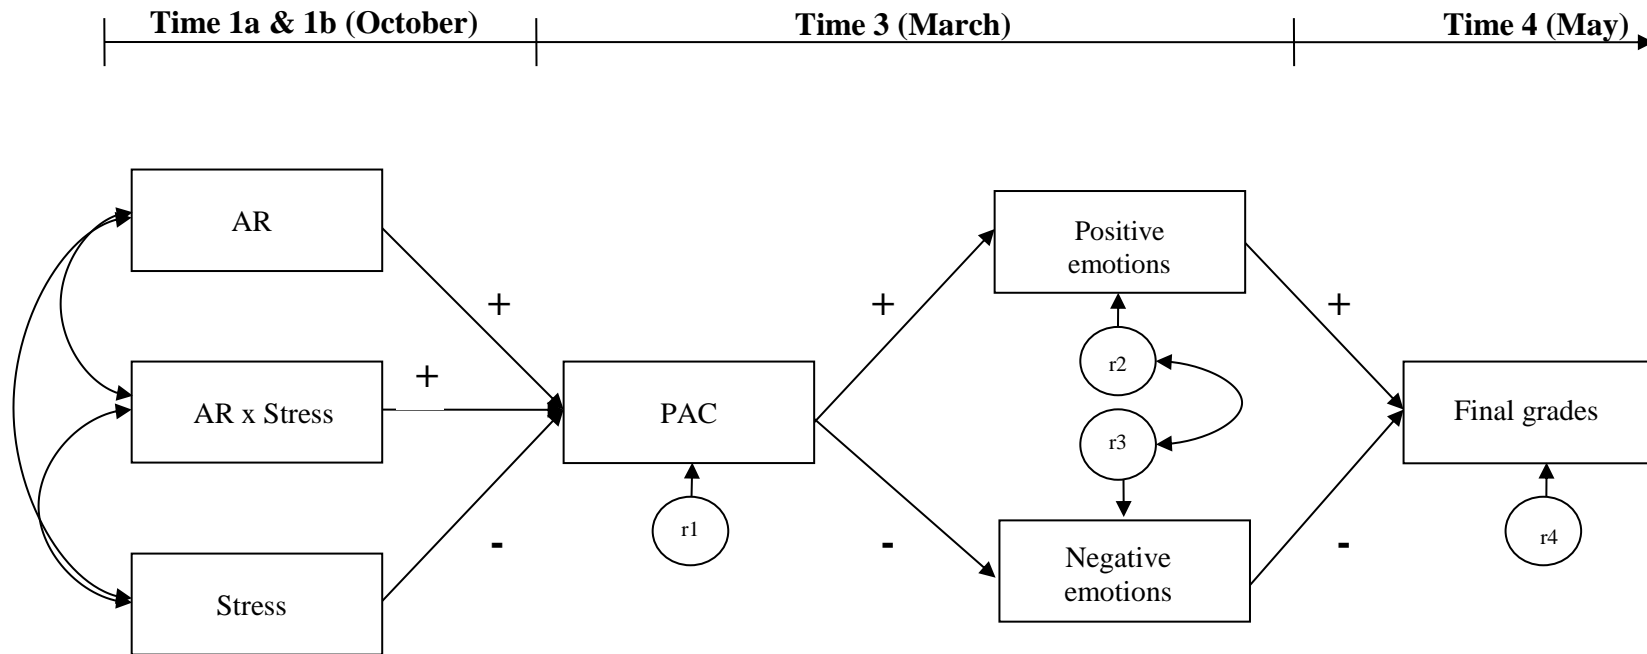 Time 1a & 1b (October)
Time 3 (March)
Time 4 (May)
AR
Positive
emotions
+
+
+
r2
+
AR x Stress
PAC
Final grades
r3
r1
r4
-
-
-
Negative
emotions
Stress